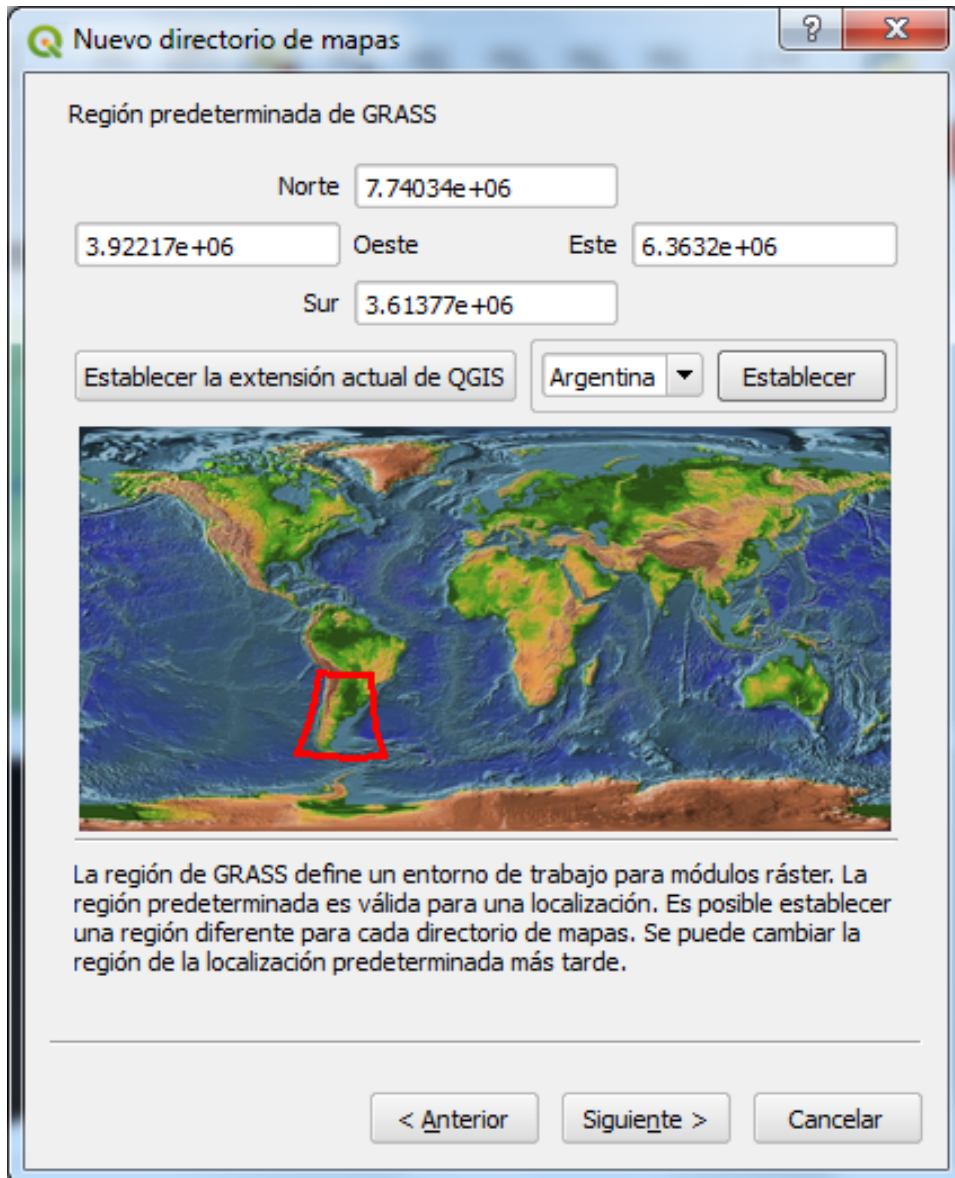 Nuevo directorio de mapas
Región predeterminada de GRASS
Norte 7.74034e+06
3.92217e+06 Oeste Este 6.3632e+06
Sur 3.61377e+06
Establecer la extensión actual de QGIS Argentina Establecer
La región de GRASS define un entorno de trabajo para módulos ráster. La
región predeterminada es válida para una localización. Es posible establecer
una región diferente para cada directorio de mapas. Se puede cambiar la
región de la localización predeterminada más tarde.
< Anterior Siguiente > Cancelar